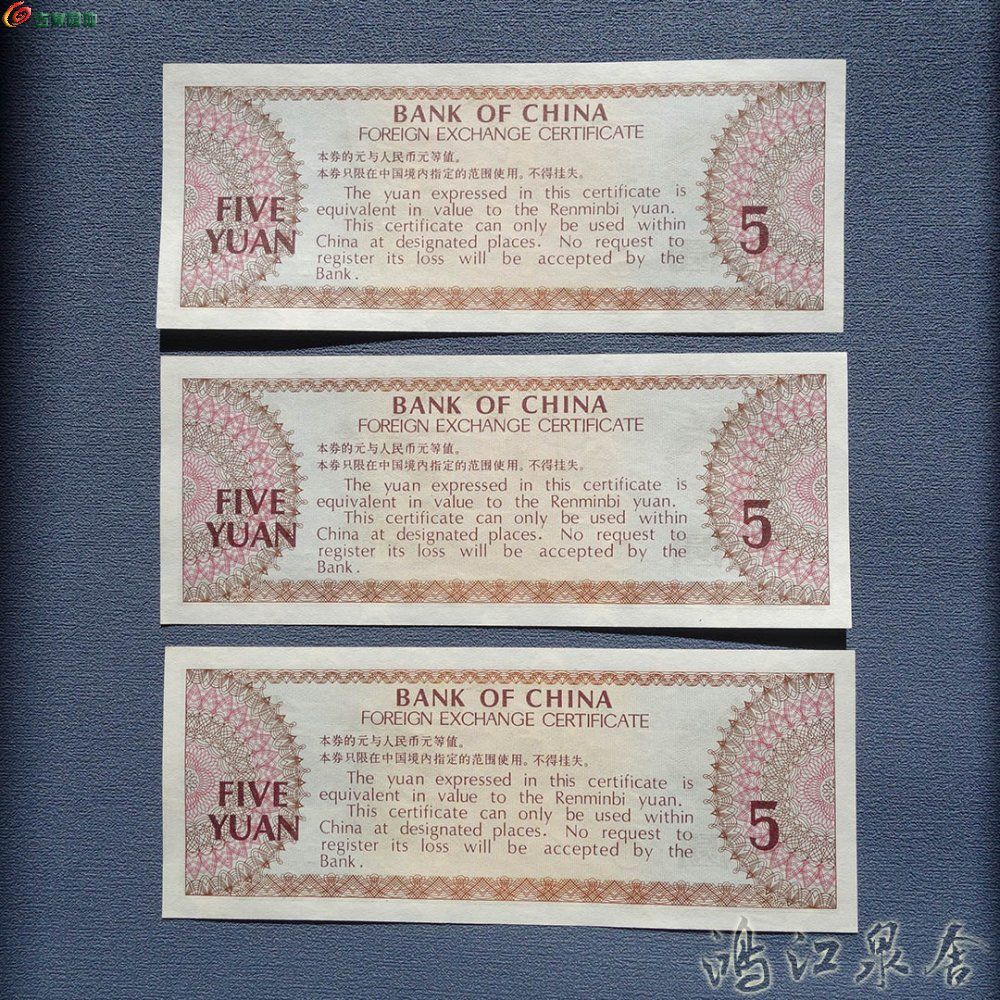 BANK OF CHINA
FOREIGN EXCHANGE CERTIFICATE
本券的元与人民币元等值。
本券只限在中国境内指定的范围使用。不得挂失。
The yuan expressed in this certificate is
equivalent in value to the Renminbi yuan.
This certificate can only be used within
China at designated places. No request to
register its loss will be accepted by the
Bank.
FIVE
YUAN
5
BANK OF CHINA
FOREIGN EXCHANGE CERTIFICATE
本券的元与人民币元等值。
本券只限在中国境内指定的范围使用。不得挂失。
The yuan expressed in this certificate is
equivalent in value to the Renminbi yuan.
This certificate can only be used within
China at designated places. No request to
register its loss will be accepted by the
Bank.
FIVE
YUAN
5
BANK OF CHINA
FOREIGN EXCHANGE CERTIFICATE
本券的元与人民币元等值。
本券只限在中国境内指定的范围使用。不得挂失。
The yuan expressed in this certificate is
equivalent in value to the Renminbi yuan.
This certificate can only be used within
China at designated places. No request to
register its loss will be accepted by the
Bank.
FIVE
YUAN
5
鸿江泉舍